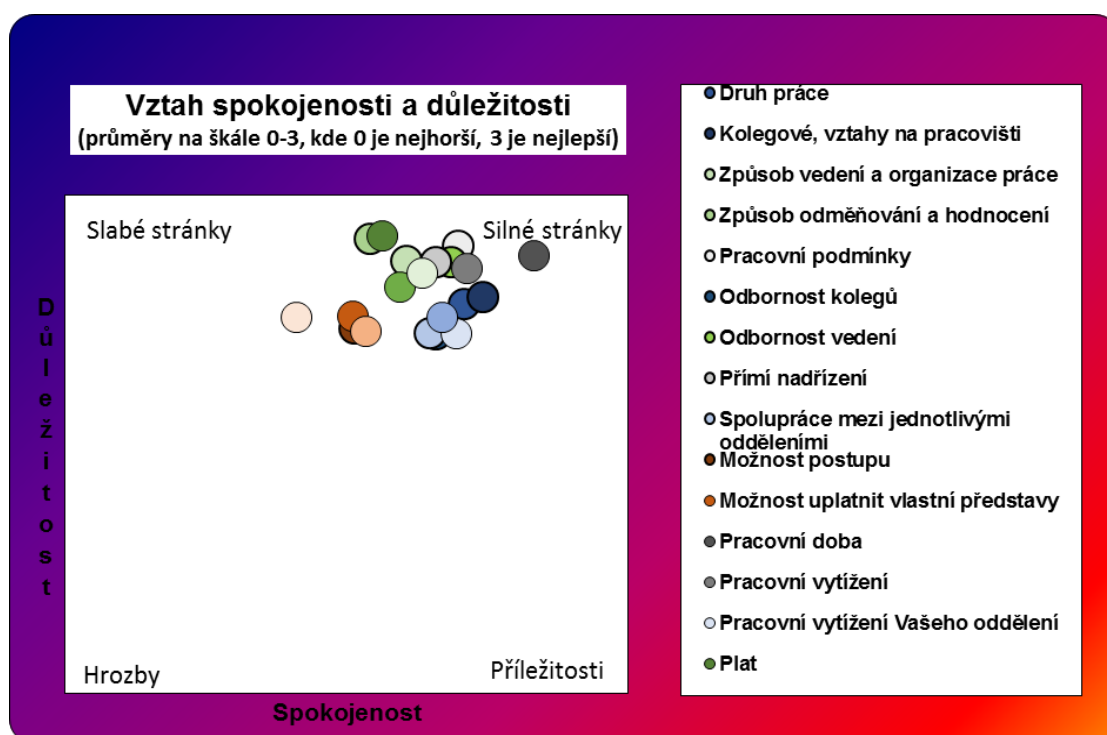 Vztah spokojenosti a důležitosti
(průměry na škále 0-3, kde 0 je nejhorší, 3 je nejlepší)
Slabé stránky
Silné stránky
Důležitost
Hrozby
Příležitosti
Spokojenost
Druh práce
Kolegové, vztahy na pracovišti
Způsob vedení a organizace práce
Způsob odměňování a hodnocení
Pracovní podmínky
Odbornost kolegů
Odbornost vedení
Přímí nadřízení
Spolupráce mezi jednotlivými
odděleními
Možnost postupu
Možnost uplatnit vlastní představy
Pracovní doba
Pracovní vytížení
Pracovní vytížení Vašeho oddělení
Plat